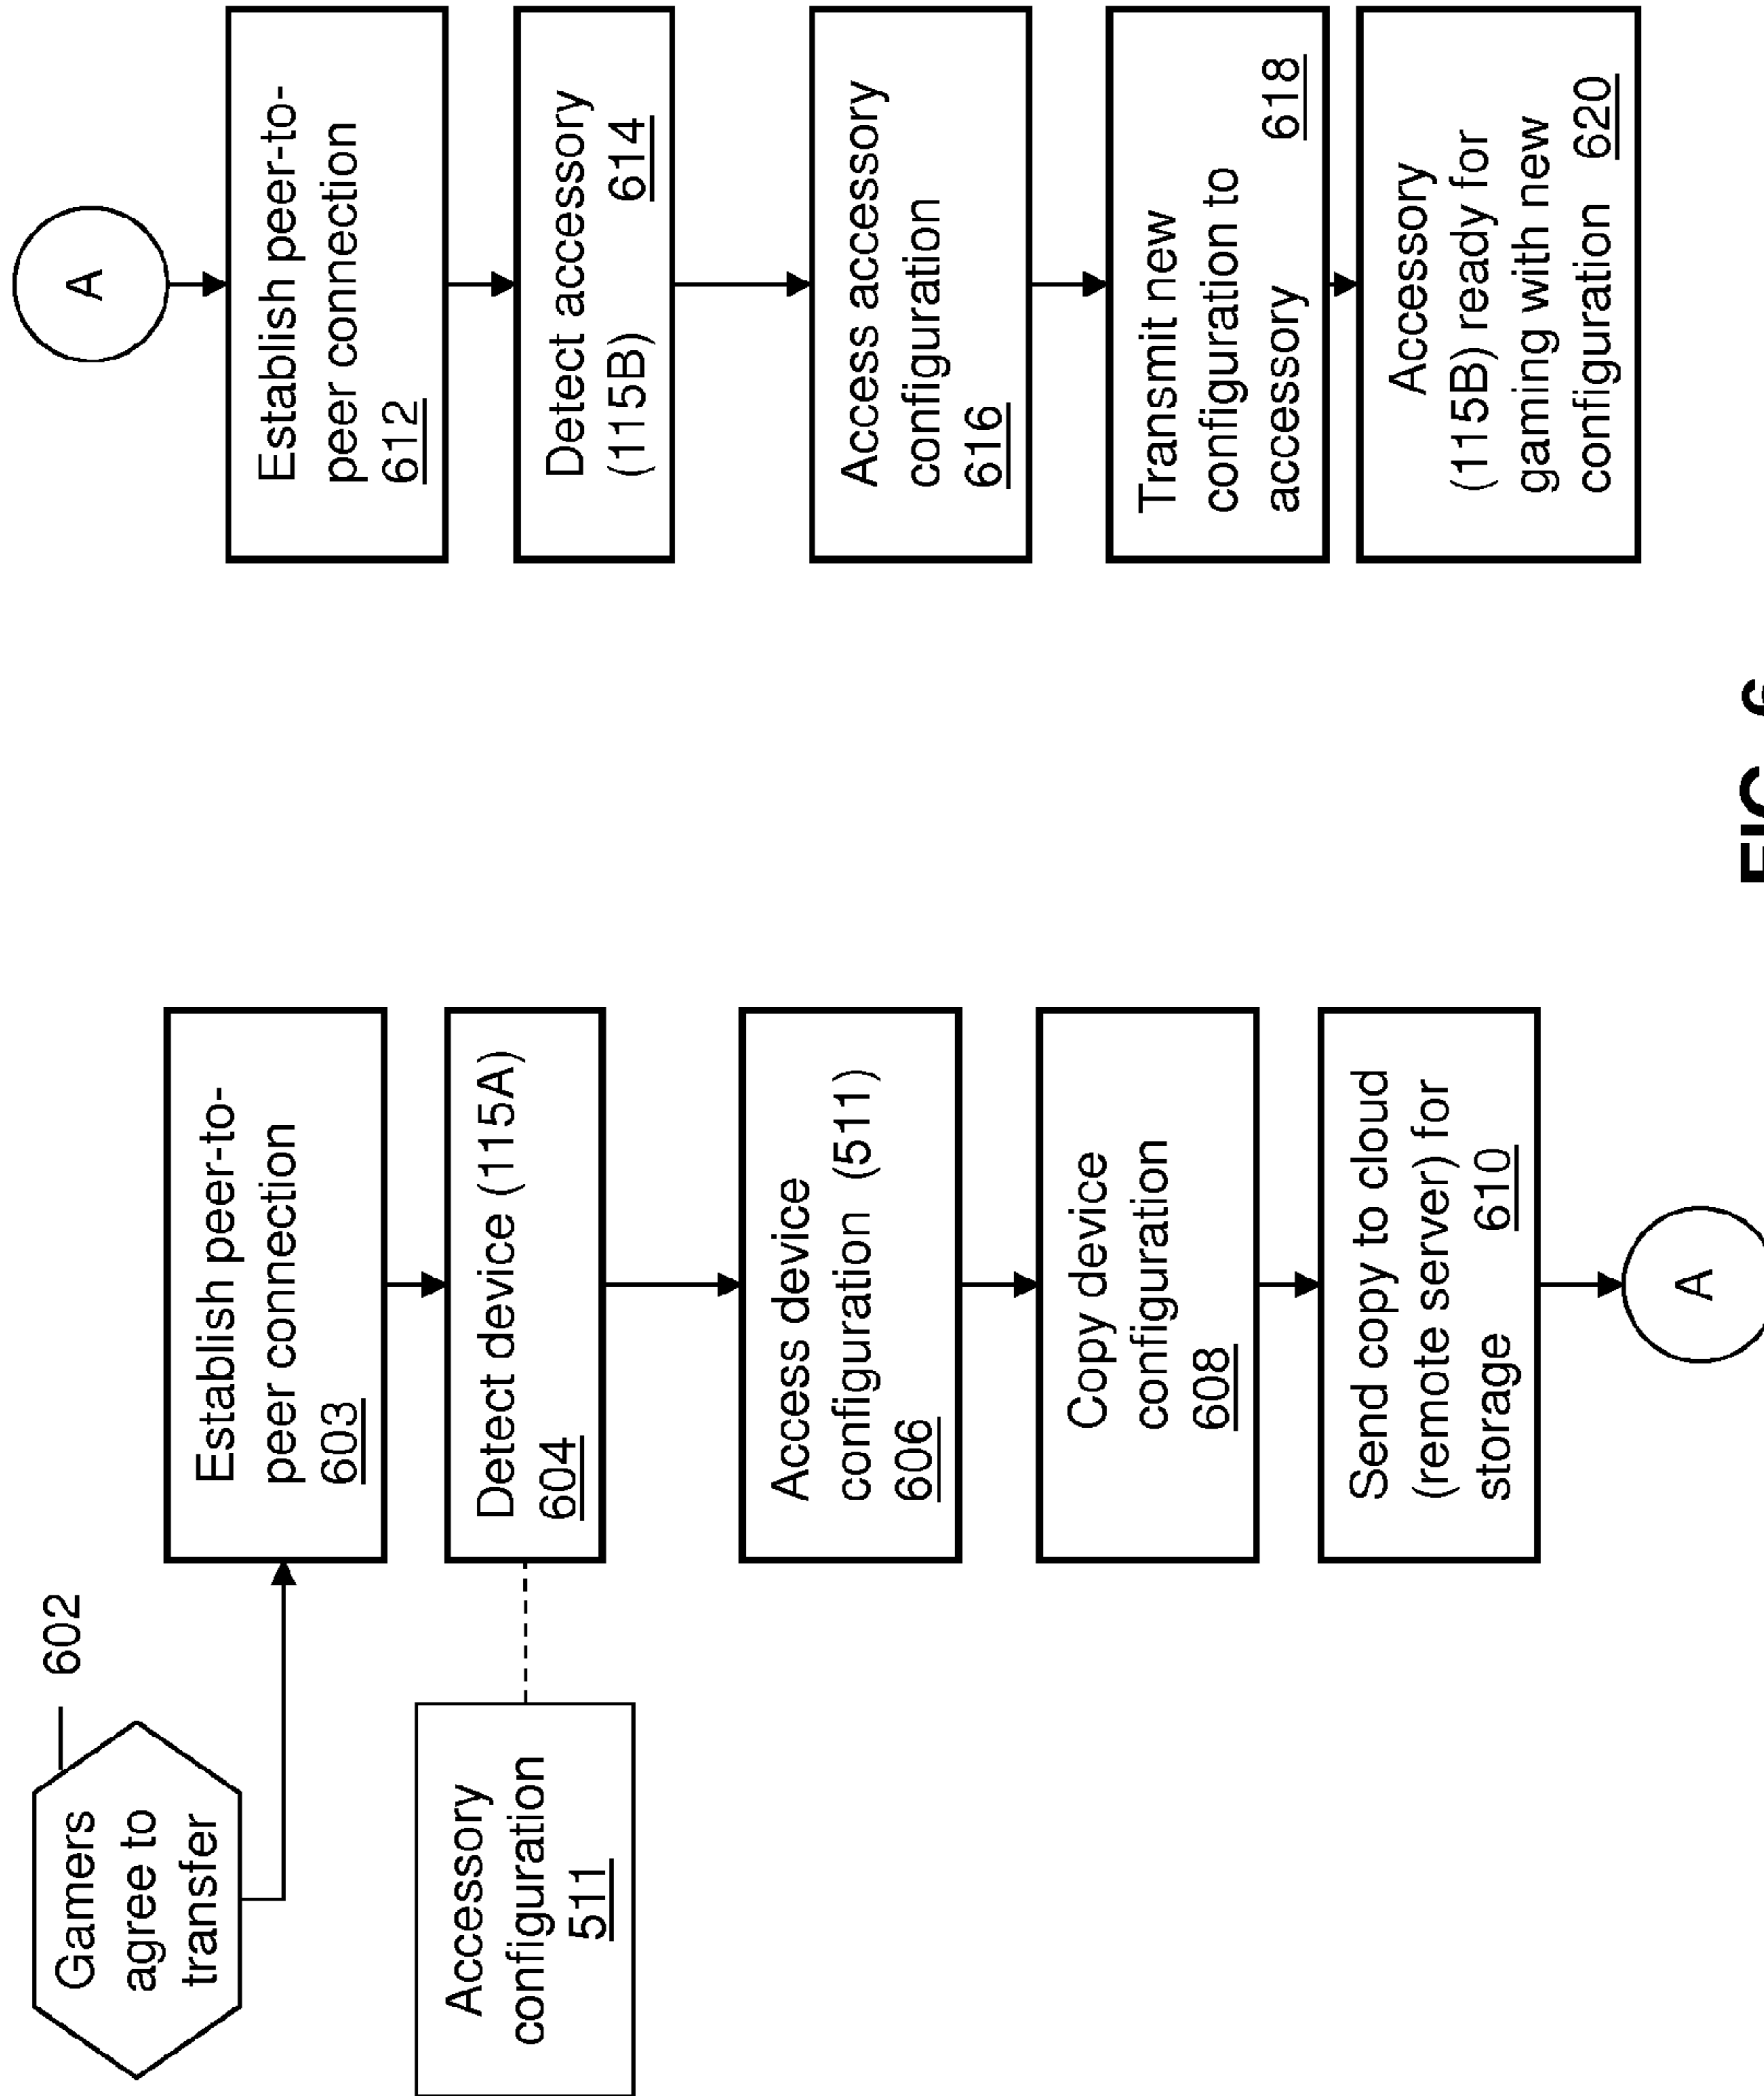 Gamers
agree to
transfer
602
Establish peer-to-
peer connection
603
Accessory
configuration
511
Detect device (115A)
604
Access device
configuration (511)
606
Copy device
configuration
608
Send copy to cloud
(remote server) for
storage 610
A
A
Establish peer-to-
peer connection
612
Detect accessory
(115B) 614
Access accessory
configuration
616
Transmit new
configuration to
accessory 618
Accessory
(115B) ready for
gaming with new
configuration 620